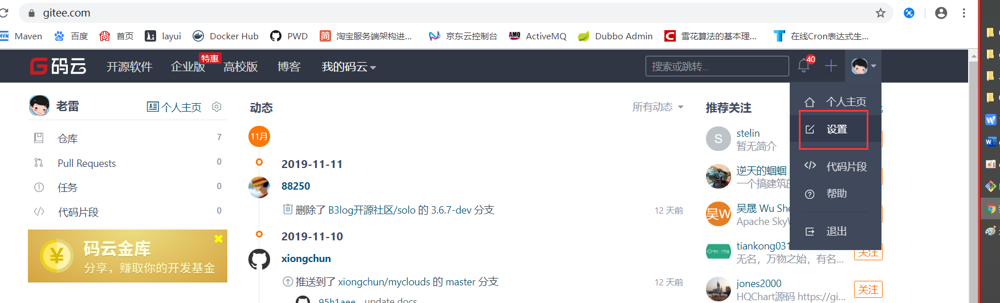 gitee.com
Maven 百度 首页 layui Docker Hub PWD 简 淘宝服务端架构进... 京东云控制台 AMQ ActiveMQ Dubbo Admin C 雪花算法的基本理... T 在线Cron表达式生...
G 码云 开源软件 企业版 特惠 高校版 博客 我的码云 搜索或跳转... 40
老雷 个人主页
仓库 7
Pull Requests 0
任务 0
代码片段 0
码云金库
分享，赚取你的开发基金
动态 所有动态
11月
2019-11-11
88250
删除了 B3log开源社区/solo 的 3.6.7-dev 分支 12 天前
2019-11-10
xiongchun
推送到了 xiongchun/myclouds 的 master 分支 12 天前
95b1aee update docs
推荐关注
S stelin
暂无简介
逆天的蝈蝈
一个搞建筑的
吴W 吴晟 Wu She
Apache SkyW
tiankong031
无名，万物之始，有名... 关注
jones2000
HQChart源码 https://gi... 关注
个人主页
设置
代码片段
帮助
退出